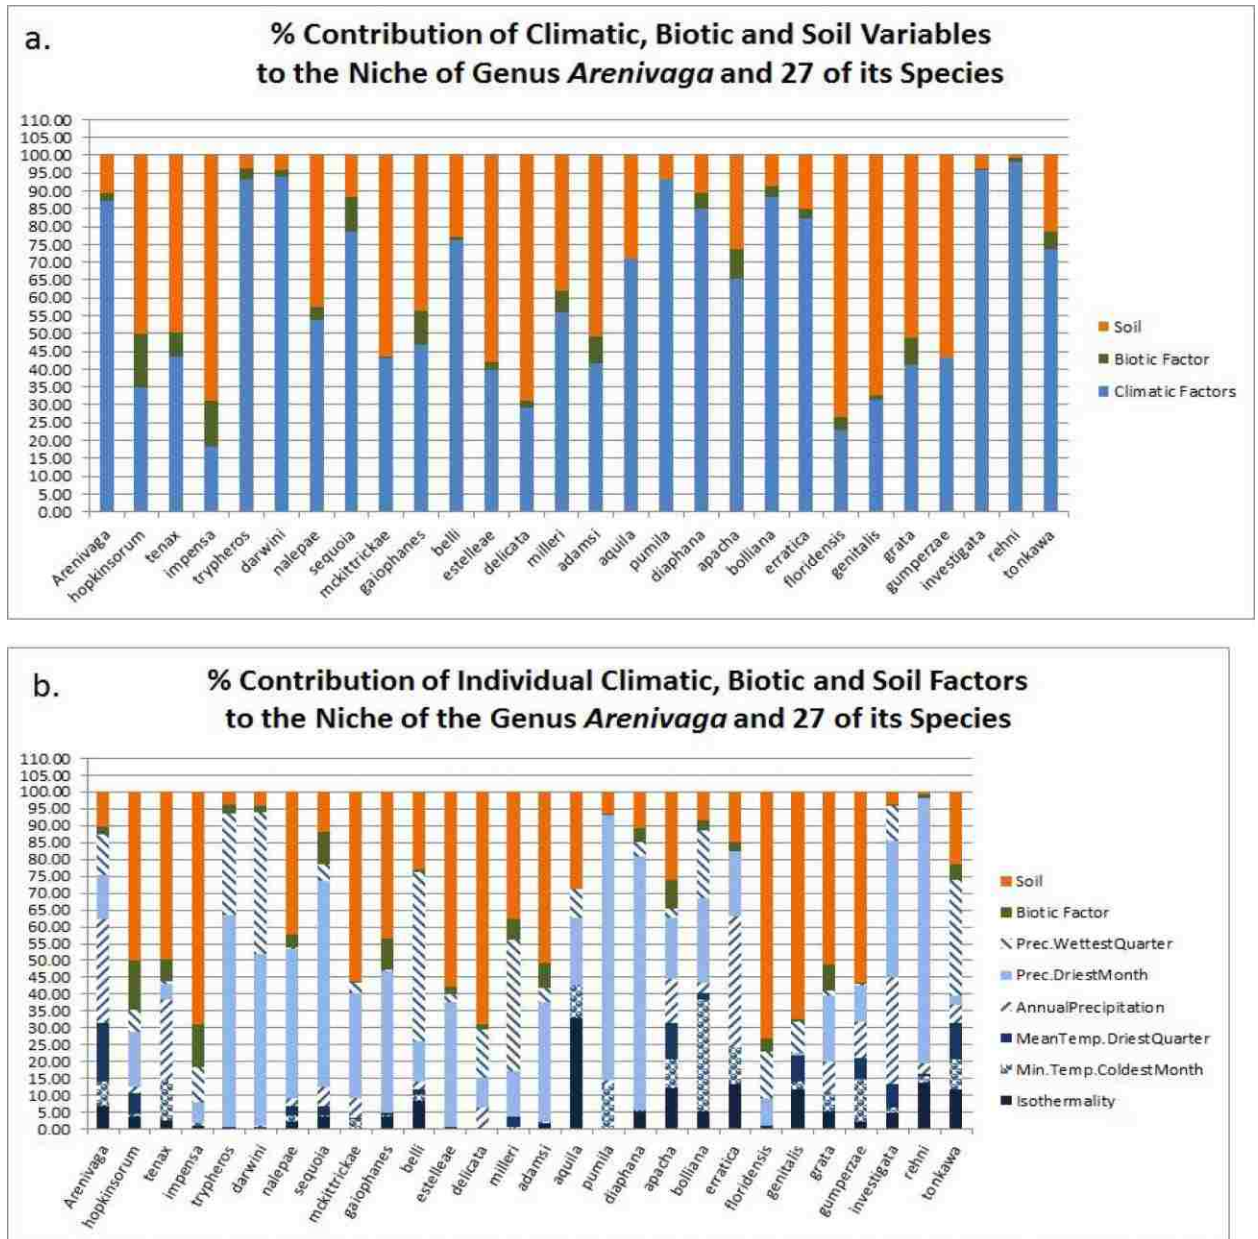 a.
% Contribution of Climatic, Biotic and Soil Variables
to the Niche of Genus Arenivaga and 27 of its Species
110.00
105.00
100.00
95.00
90.00
85.00
80.00
75.00
70.00
65.00
60.00
55.00
50.00
45.00
40.00
35.00
30.00
25.00
20.00
15.00
10.00
5.00
0.00
Soil
Biotic Factor
Climatic Factors
Arenivaga
hopkinsorum
tenax
impensa
trypheros
darwini
nalepae
sequoia
mckittrickae
gaiophanes
belli
estelleae
delicata
milleri
adamsi
aquila
pumila
diaphana
apacha
bolliana
erratica
floridensis
genitalis
grata
gumperzae
investigata
rehni
tonkawa
b.
% Contribution of Individual Climatic, Biotic and Soil Factors
to the Niche of the Genus Arenivaga and 27 of its Species
110.00
105.00
100.00
95.00
90.00
85.00
80.00
75.00
70.00
65.00
60.00
55.00
50.00
45.00
40.00
35.00
30.00
25.00
20.00
15.00
10.00
5.00
0.00
Soil
Biotic Factor
Prec.WettestQuarter
Prec.DriestMonth
AnnualPrecipitation
MeanTemp.DriestQuarter
Min.Temp.ColdestMonth
Isothermality
Arenivaga
hopkinsorum
tenax
impensa
trypheros
darwini
nalepae
sequoia
mckittrickae
gaiophanes
belli
estelleae
delicata
milleri
adamsi
aquila
pumila
diaphana
apacha
bolliana
erratica
floridensis
genitalis
grata
gumperzae
investigata
rehni
tonkawa